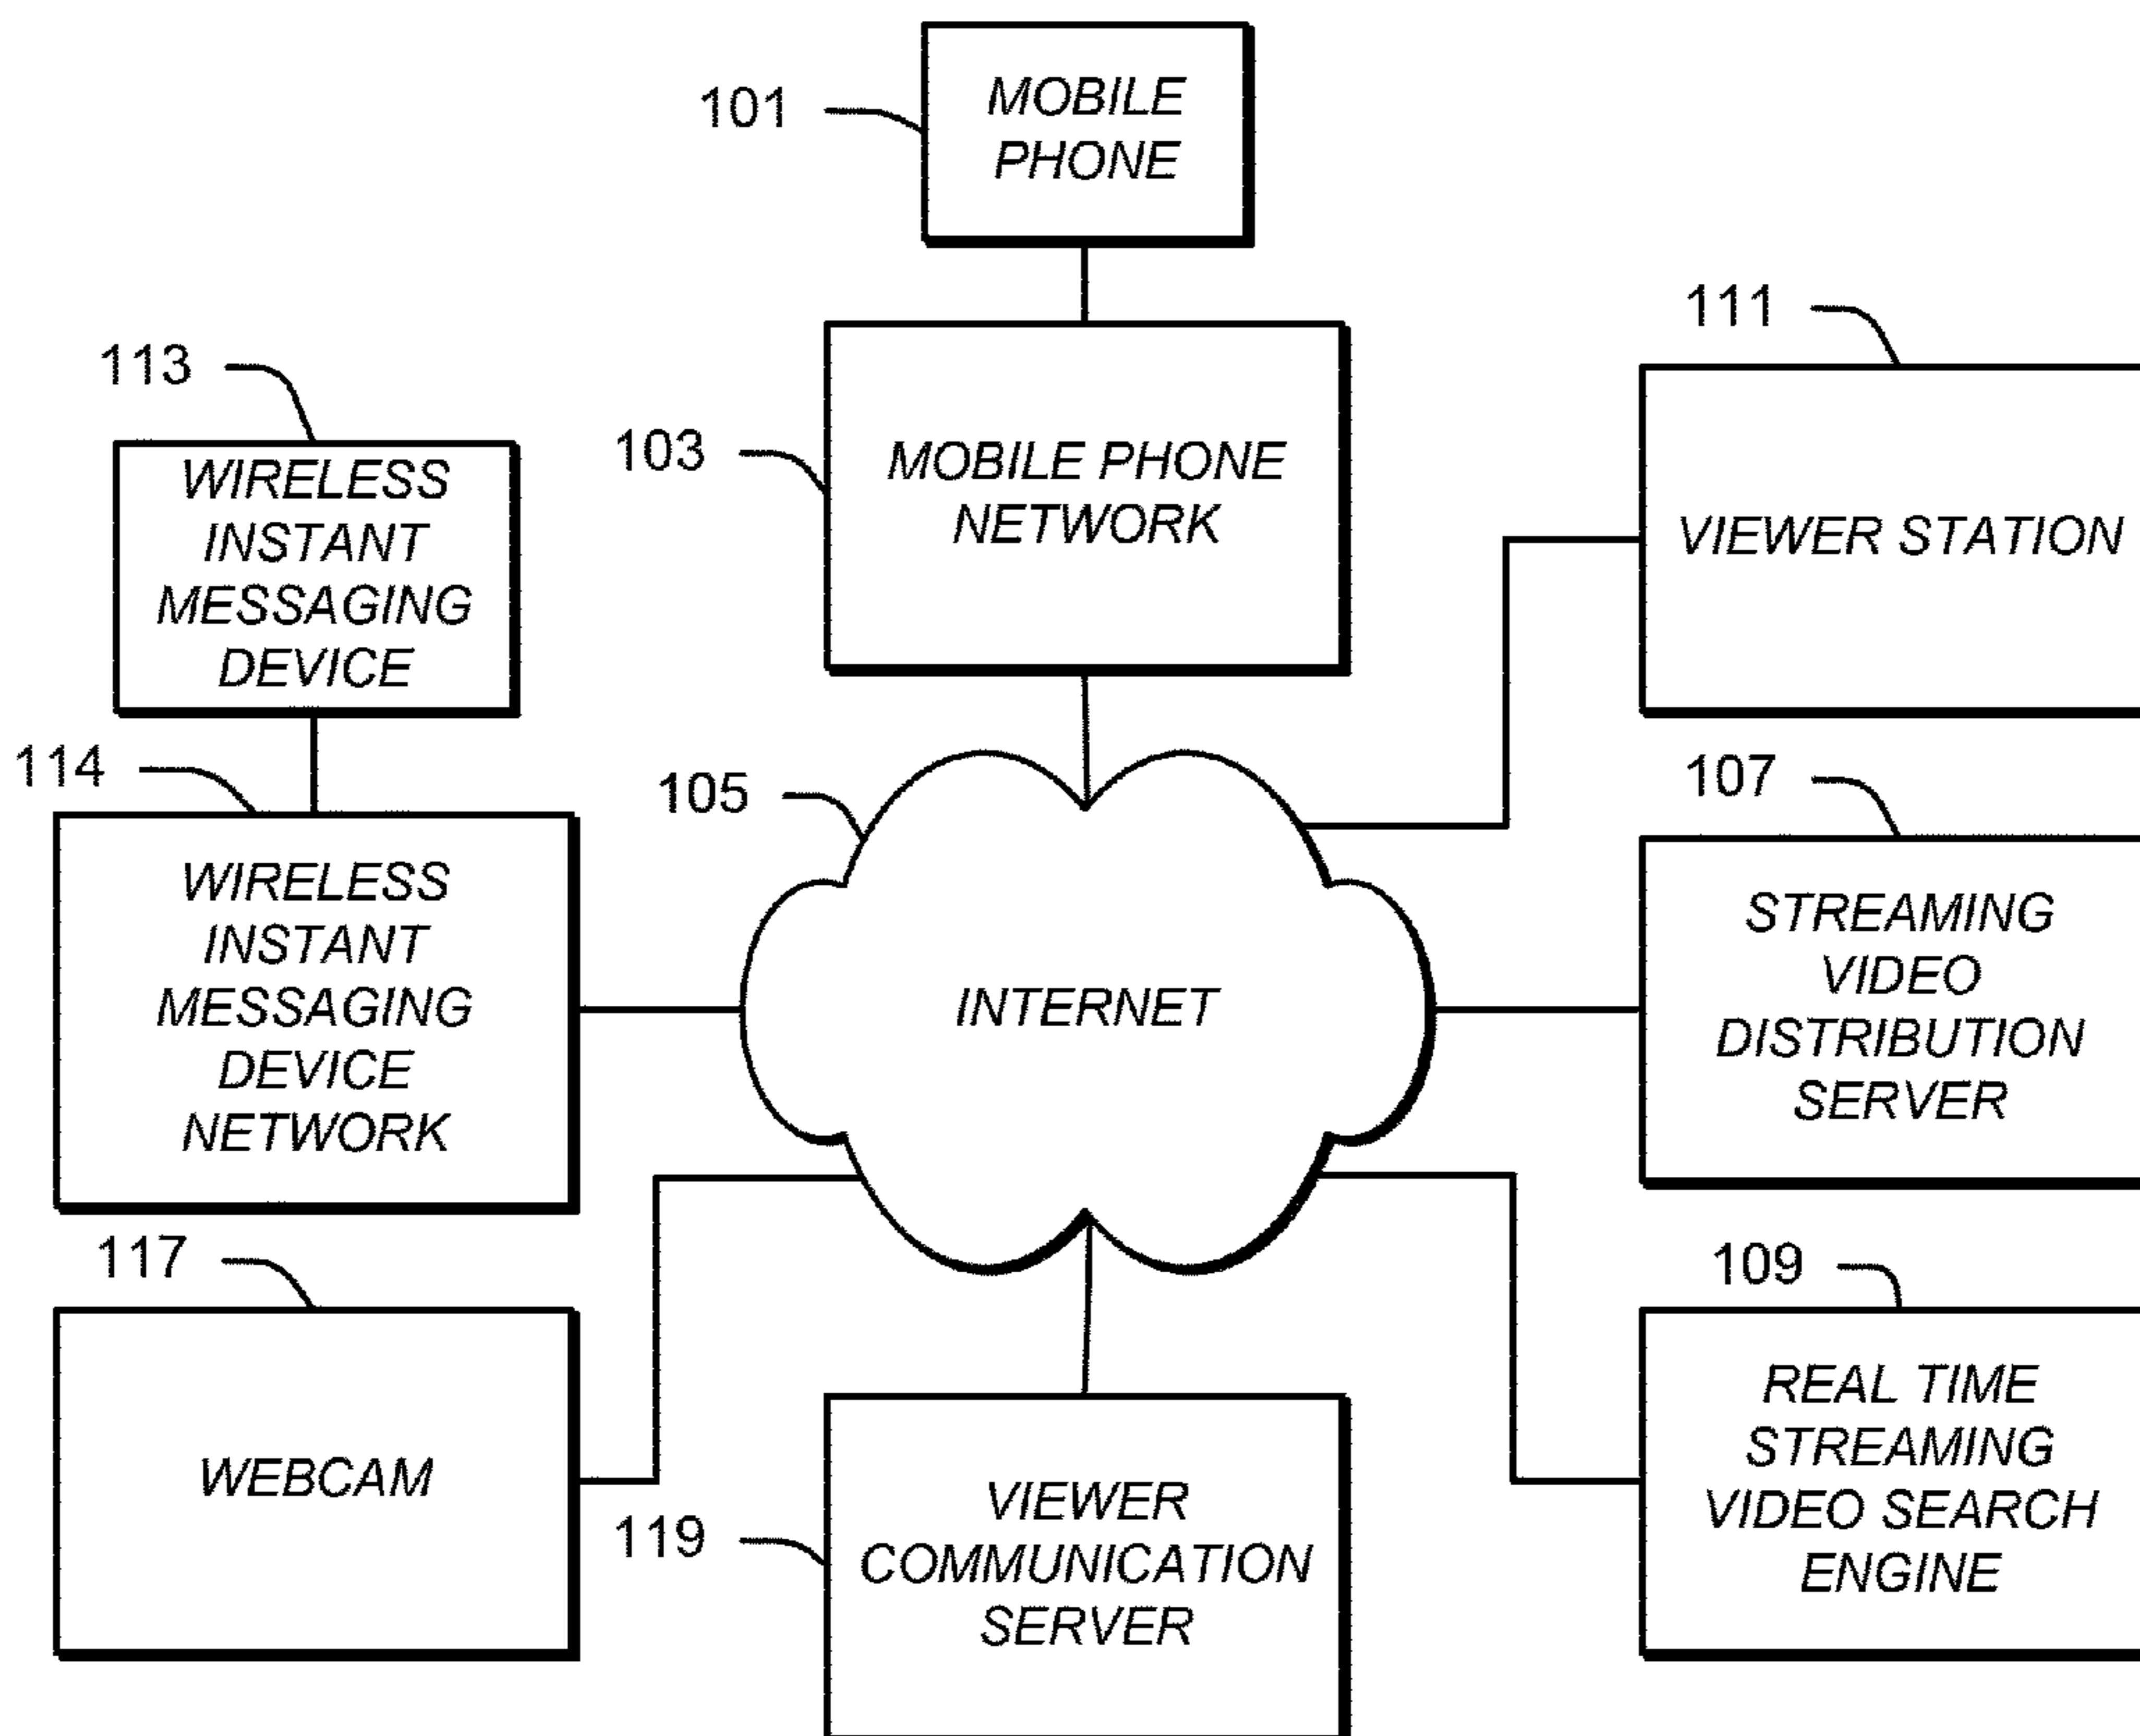 101
MOBILE
PHONE
103
MOBILE PHONE
NETWORK
111
VIEWER STATION
113
WIRELESS
INSTANT
MESSAGING
DEVICE
114
WIRELESS
INSTANT
MESSAGING
DEVICE
NETWORK
105
INTERNET
107
STREAMING
VIDEO
DISTRIBUTION
SERVER
117
WEBCAM
119
VIEWER
COMMUNICATION
SERVER
109
REAL TIME
STREAMING
VIDEO SEARCH
ENGINE